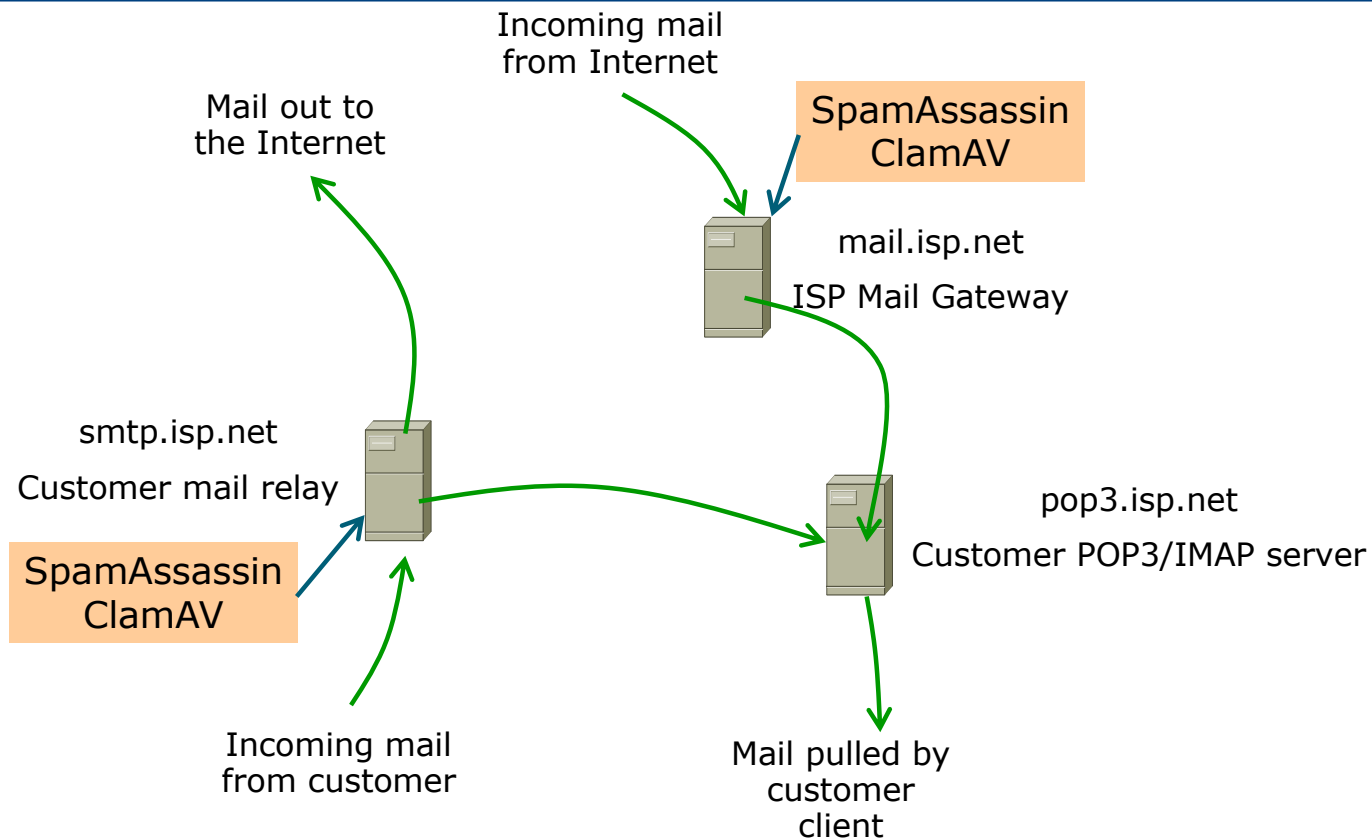 Incoming mail
from Internet
Mail out to
the Internet
SpamAssassin
ClamAV
mail.isp.net
ISP Mail Gateway
smtp.isp.net
Customer mail relay
pop3.isp.net
Customer POP3/IMAP server
SpamAssassin
ClamAV
Incoming mail
from customer
Mail pulled by
customer
client